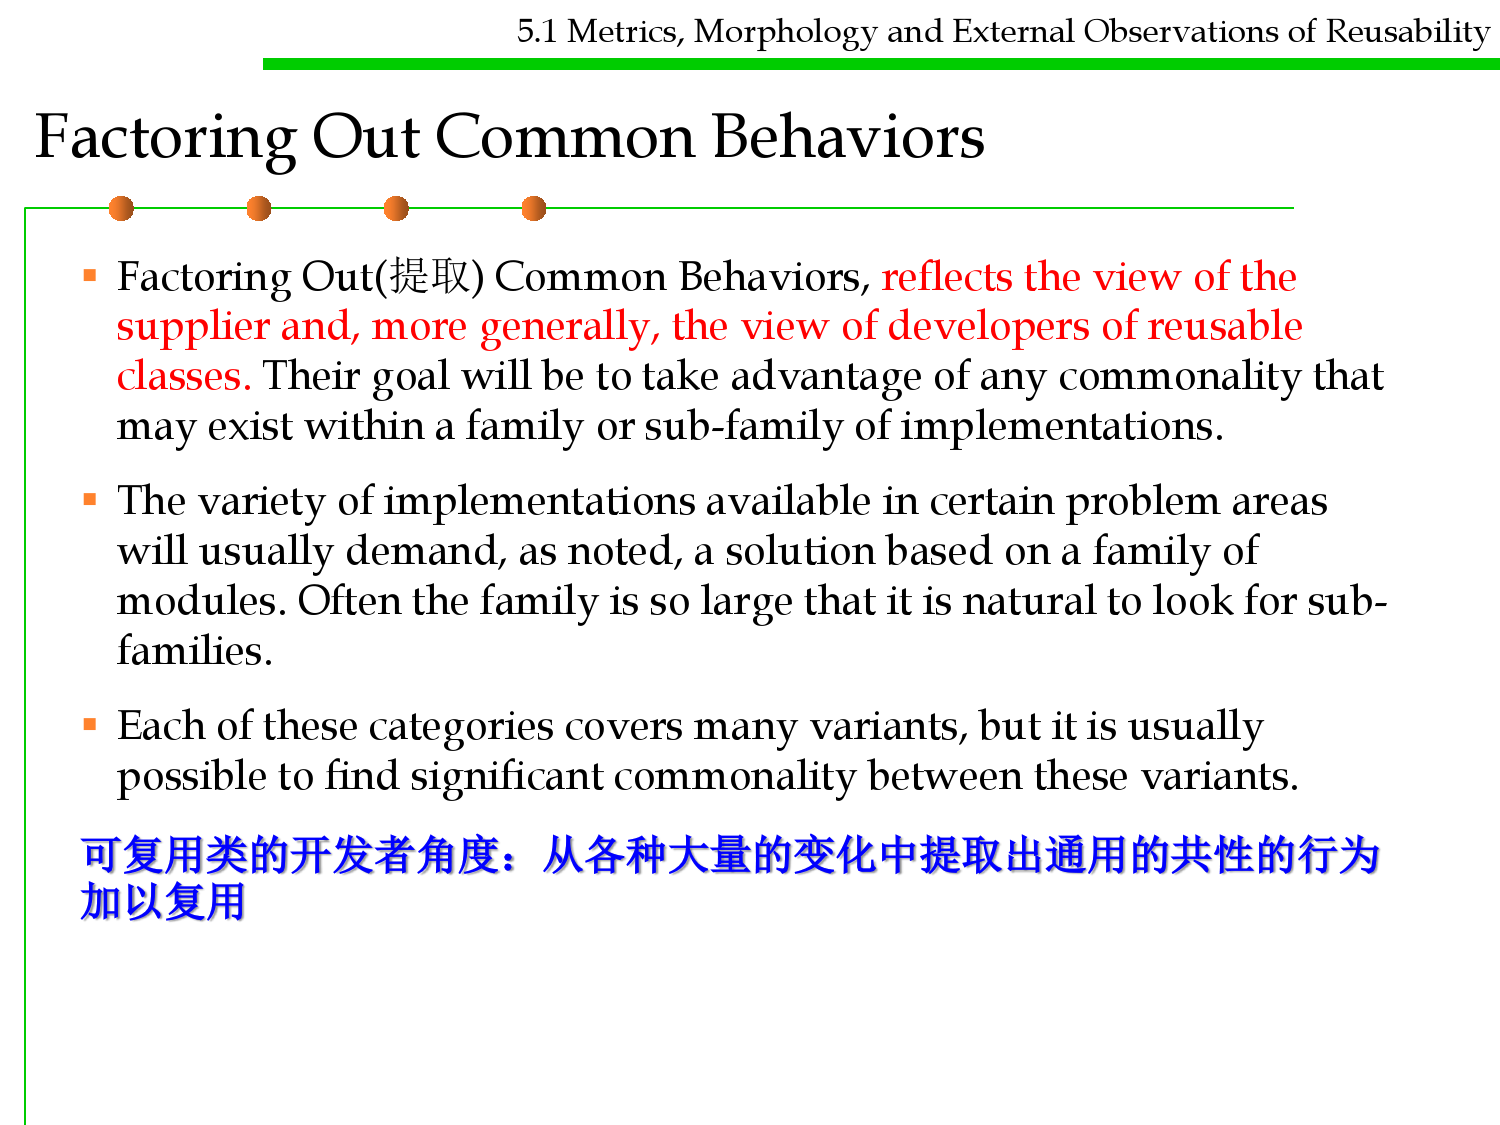 5.1 Metrics, Morphology and External Observations of Reusability
Factoring Out Common Behaviors
▪ Factoring Out(提取) Common Behaviors, reflects the view of the
supplier and, more generally, the view of developers of reusable
classes. Their goal will be to take advantage of any commonality that
may exist within a family or sub-family of implementations.
▪ The variety of implementations available in certain problem areas
will usually demand, as noted, a solution based on a family of
modules. Often the family is so large that it is natural to look for sub-
families.
▪ Each of these categories covers many variants, but it is usually
possible to find significant commonality between these variants.
可复用类的开发者角度：从各种大量的变化中提取出通用的共性的行为
加以复用